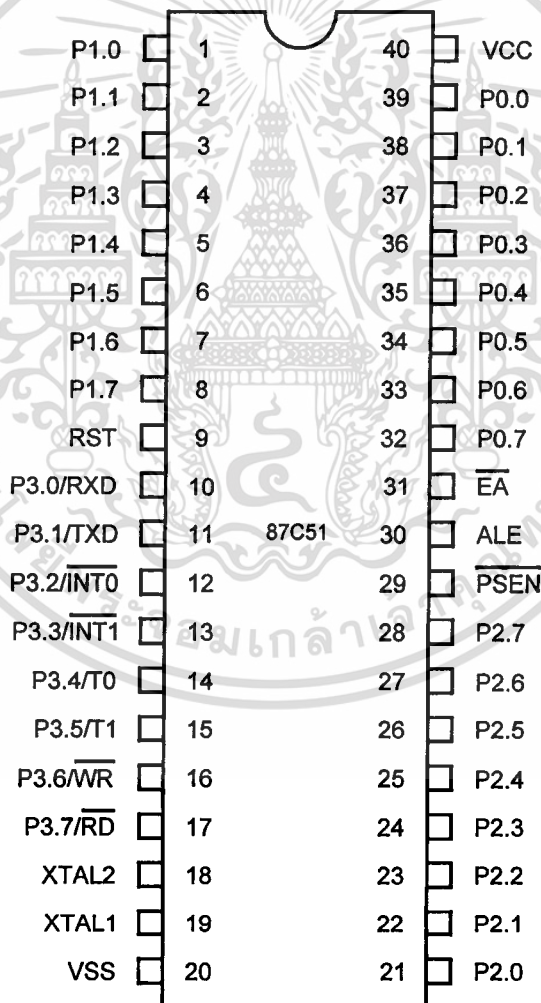 P1.0 1 40 VCC
P1.1 2 39 P0.0
P1.2 3 38 P0.1
P1.3 4 37 P0.2
P1.4 5 36 P0.3
P1.5 6 35 P0.4
P1.6 7 34 P0.5
P1.7 8 33 P0.6
RST 9 32 P0.7
P3.0/RXD 10 31 E̅A̅
P3.1/TXD 11 87C51 30 ALE
P3.2/I̅N̅T̅0̅ 12 29 P̅S̅E̅N̅
P3.3/I̅N̅T̅1̅ 13 28 P2.7
P3.4/T0 14 27 P2.6
P3.5/T1 15 26 P2.5
P3.6/W̅R̅ 16 25 P2.4
P3.7/R̅D̅ 17 24 P2.3
XTAL2 18 23 P2.2
XTAL1 19 22 P2.1
VSS 20 21 P2.0